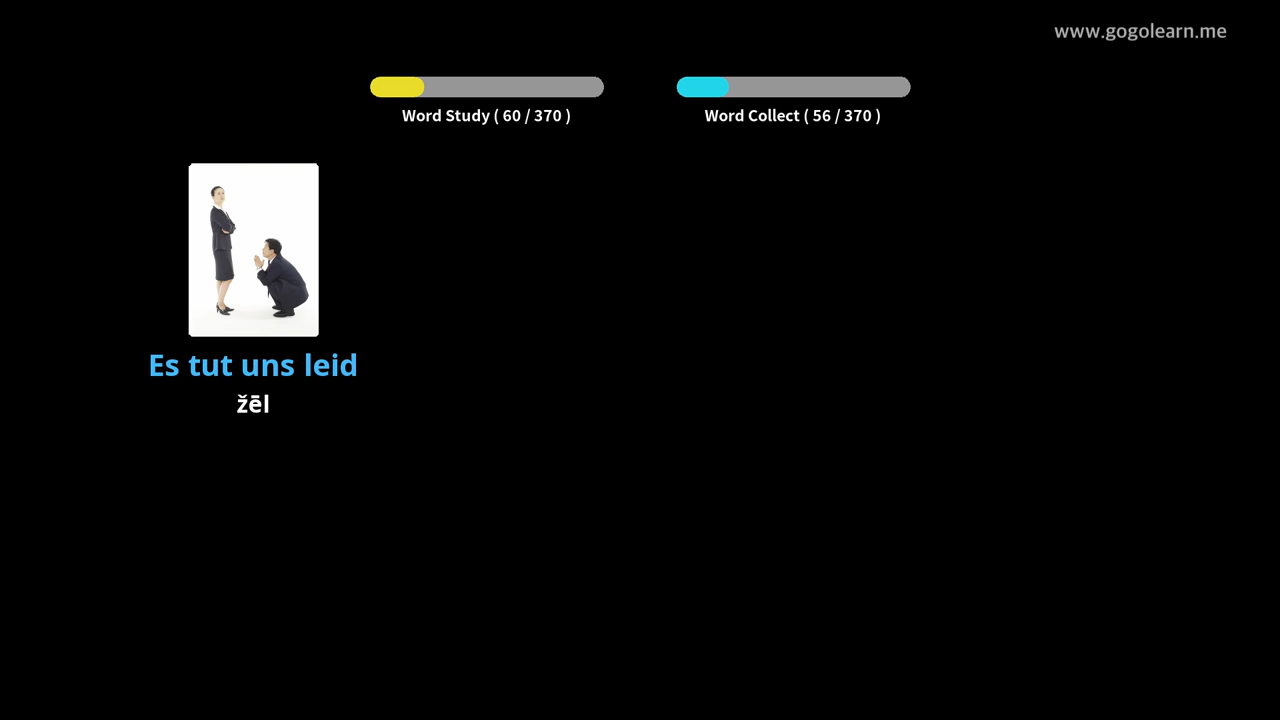 www.gogolearn.me
Word Study ( 60 / 370 )
Word Collect ( 56 / 370 )
Es tut uns leid
žēl